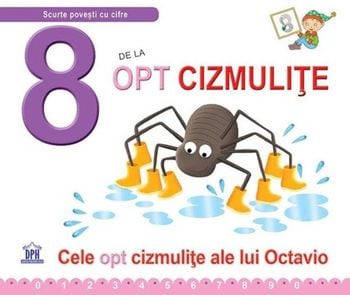 Scurte povești cu cifre
8
8
DE LA
OPT CIZMULIȚE
DPH
Cele opt cizmulițe ale lui Octavio
0 1 2 3 4 5 6 7 8 9 0